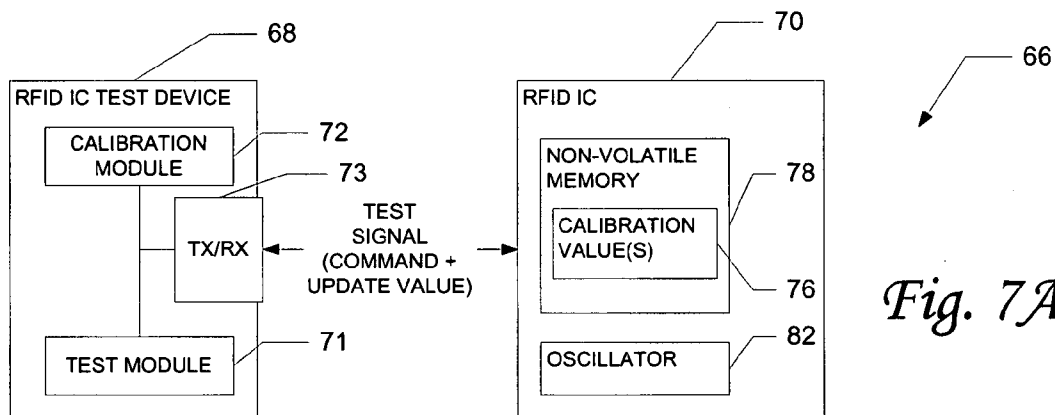 68
70
66
RFID IC TEST DEVICE
RFID IC
CALIBRATION
MODULE
72
73
TX/RX
TEST
SIGNAL
(COMMAND +
UPDATE VALUE)
NON-VOLATILE
MEMORY
78
CALIBRATION
VALUE(S)
76
Fig. 7A
TEST MODULE
71
OSCILLATOR
82